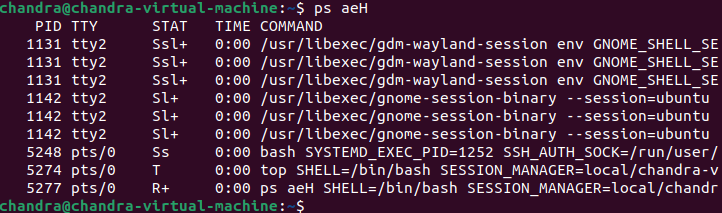 chandra@chandra-virtual-machine:~$ ps aeH
PID TTY STAT TIME COMMAND
1131 tty2 Ssl+ 0:00 /usr/libexec/gdm-wayland-session env GNOME_SHELL_SE
1131 tty2 Ssl+ 0:00 /usr/libexec/gdm-wayland-session env GNOME_SHELL_SE
1131 tty2 Ssl+ 0:00 /usr/libexec/gdm-wayland-session env GNOME_SHELL_SE
1142 tty2 Sl+ 0:00 /usr/libexec/gnome-session-binary --session=ubuntu
1142 tty2 Sl+ 0:00 /usr/libexec/gnome-session-binary --session=ubuntu
1142 tty2 Sl+ 0:00 /usr/libexec/gnome-session-binary --session=ubuntu
5248 pts/0 Ss 0:00 bash SYSTEMD_EXEC_PID=1252 SSH_AUTH_SOCK=/run/user/
5274 pts/0 T 0:00 top SHELL=/bin/bash SESSION_MANAGER=local/chandra-v
5277 pts/0 R+ 0:00 ps aeH SHELL=/bin/bash SESSION_MANAGER=local/chandr
chandra@chandra-virtual-machine:~$